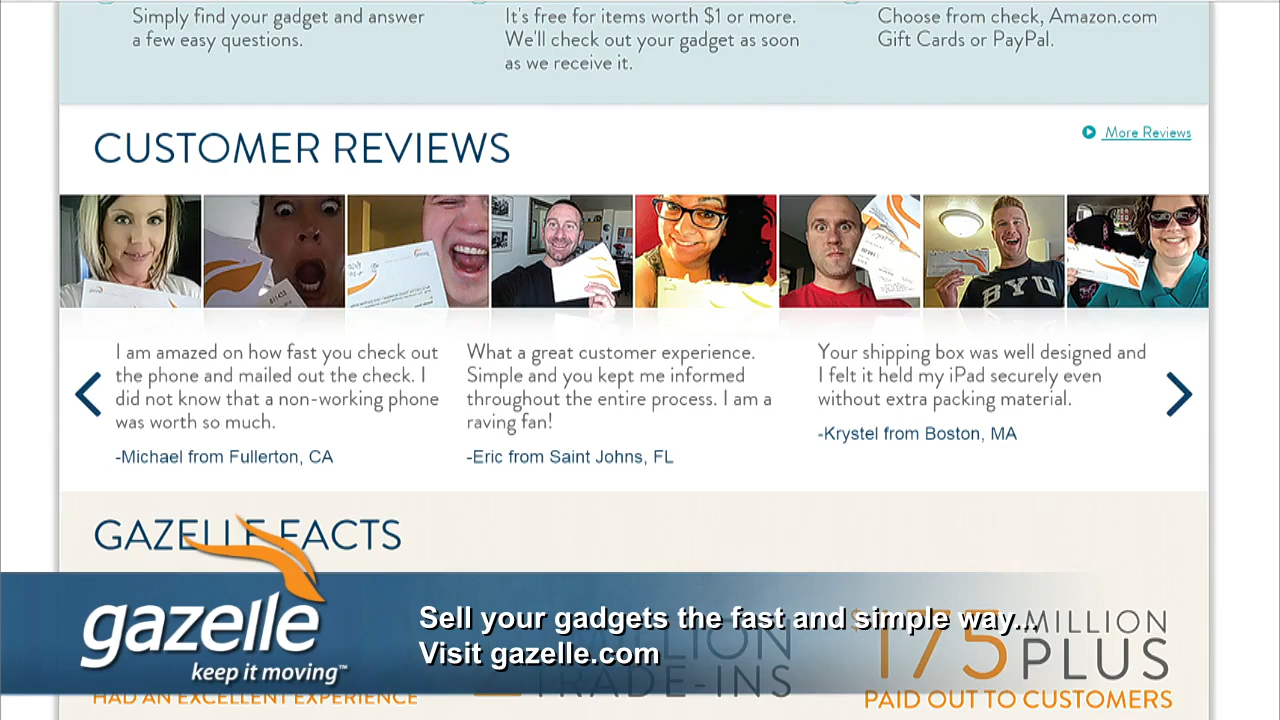 Simply find your gadget and answer
a few easy questions.
It's free for items worth $1 or more.
We'll check out your gadget as soon
as we receive it.
Choose from check, Amazon.com
Gift Cards or PayPal.
CUSTOMER REVIEWS
More Reviews
BYU
I am amazed on how fast you check out
the phone and mailed out the check. I
did not know that a non-working phone
was worth so much.
-Michael from Fullerton, CA
What a great customer experience.
Simple and you kept me informed
throughout the entire process. I am a
raving fan!
-Eric from Saint Johns, FL
Your shipping box was well designed and
I felt it held my iPad securely even
without extra packing material.
-Krystel from Boston, MA
GAZELLE FACTS
gazelle
keep it moving™
Sell your gadgets the fast and simple way...
Visit gazelle.com
MILLION
TRADE-INS
$175 MILLION
PLUS
HAD AN EXCELLENT EXPERIENCE
PAID OUT TO CUSTOMERS